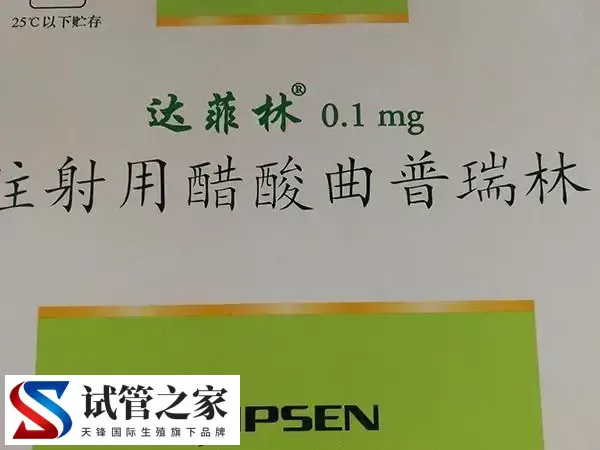 25℃以下贮存
达菲林® 0.1 mg
注射用醋酸曲普瑞林
PSEN
试管之家
天锋国际生殖旗下品牌